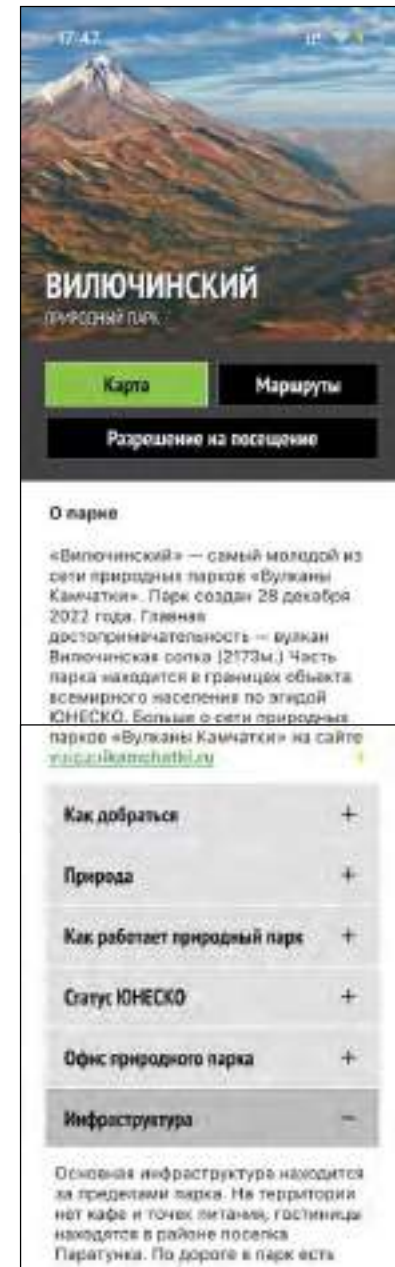 17:47
ВИЛЮЧИНСКИЙ
ПРИРОДНЫЙ ПАРК
Карта
Маршруты
Разрешение на посещение
О парке
«Вилючинский» — самый молодой из
сети природных парков «Вулканы
Камчатки». Парк создан 28 декабря
2022 года. Главная
достопримечательность — вулкан
Вилючинская сопка (2173м.) Часть
парка находится в границах объекта
всемирного населения по эгидой
ЮНЕСКО. Больше о сети природных
парков «Вулканы Камчатки» на сайте
vulcanikamchatki.ru
Как добраться +
Природа +
Как работает природный парк +
Статус ЮНЕСКО +
Офис природного парка +
Инфраструктура –
Основная инфраструктура находится
за пределами парка. На территории
нет кафе и точек питания, гостиницы
находятся в районе поселка
Паратунка. По дороге в парк есть